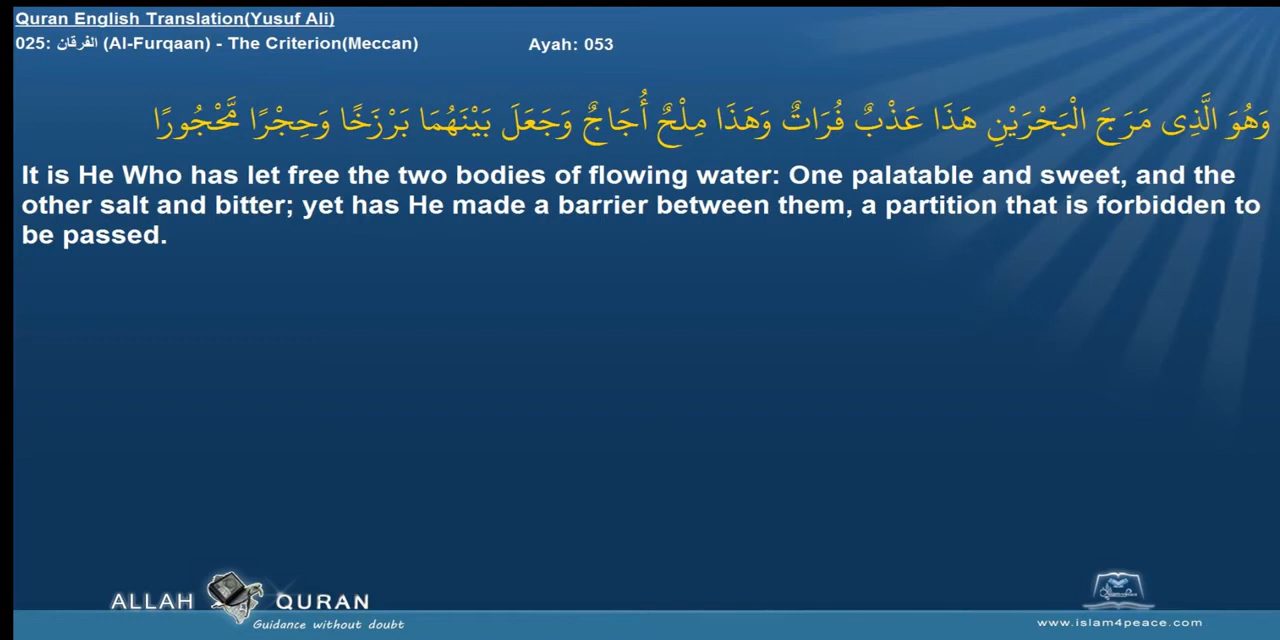 Quran English Translation(Yusuf Ali)
025: الفرقان (Al-Furqaan) - The Criterion(Meccan) Ayah: 053
وَهُوَ الَّذِى مَرَجَ الْبَحْرَيْنِ هَذَا عَذْبٌ فُرَاتٌ وَهَذَا مِلْحٌ أُجَاجٌ وَجَعَلَ بَيْنَهُمَا بَرْزَخًا وَحِجْرًا مَّحْجُورًا
It is He Who has let free the two bodies of flowing water: One palatable and sweet, and the
other salt and bitter; yet has He made a barrier between them, a partition that is forbidden to
be passed.
ALLAH QURAN
Guidance without doubt
www.islam4peace.com